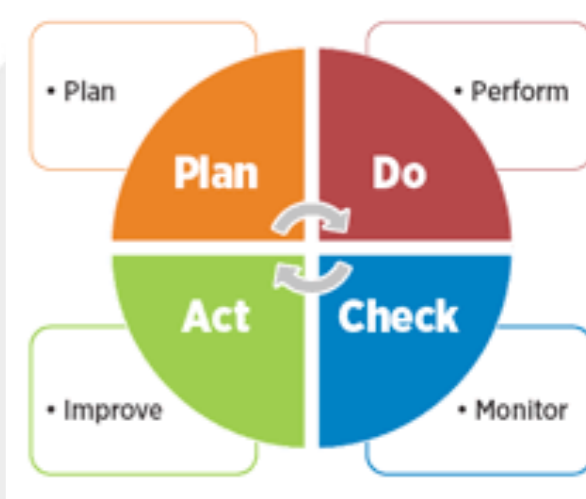 • Plan
• Perform
Plan
Do
Act
Check
• Improve
• Monitor